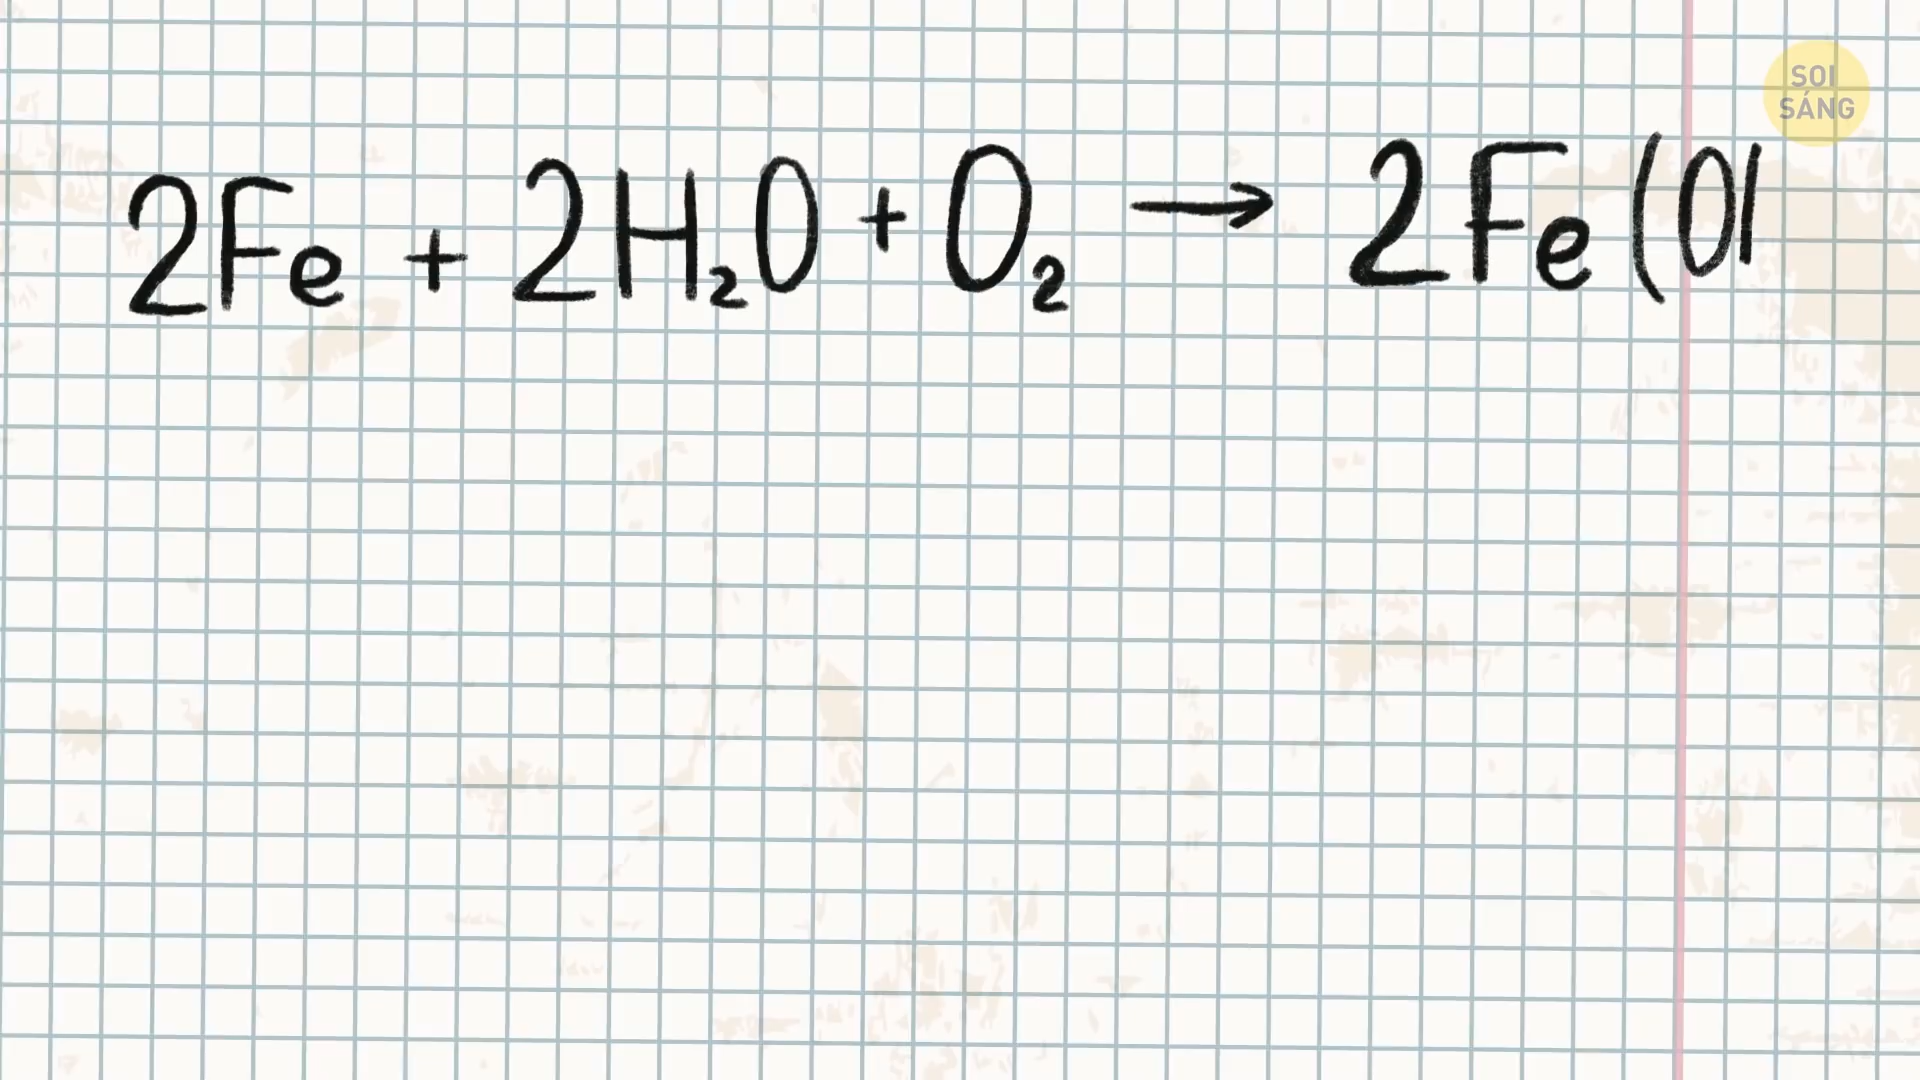 2Fe + 2H₂O + O₂ → 2Fe(O
SOI
SÁNG